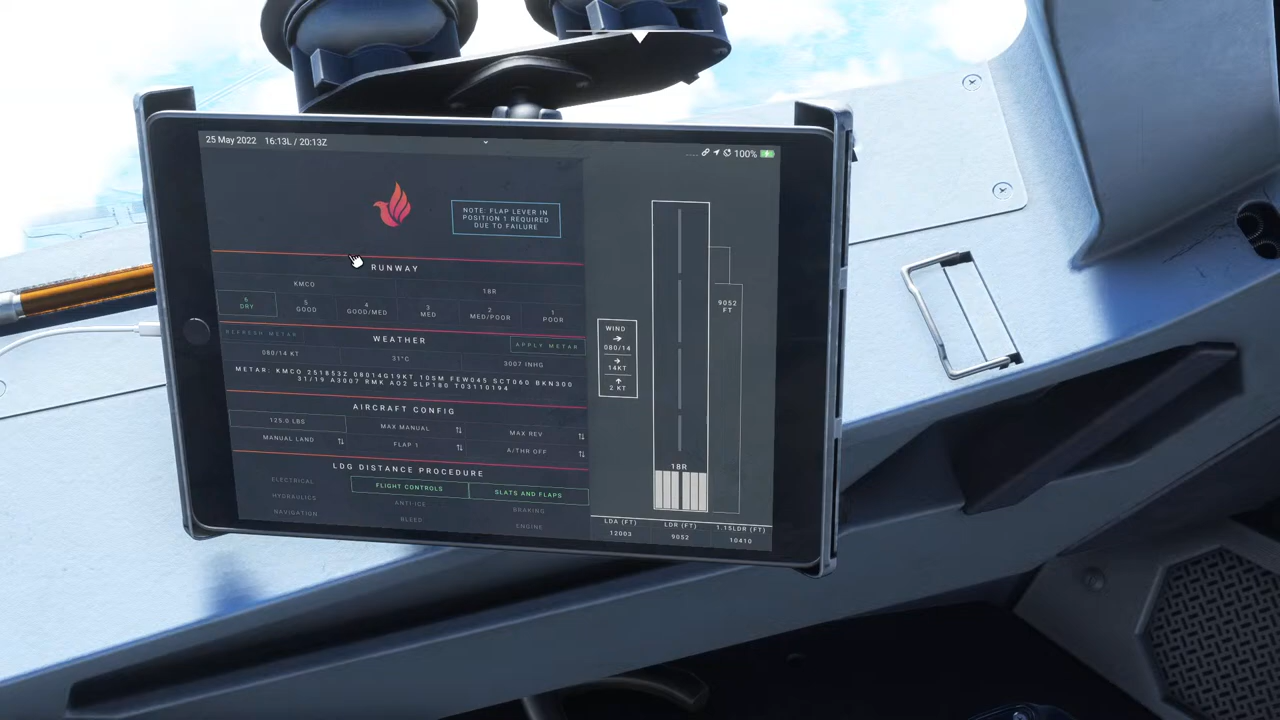 25 May 2022 16:13L / 20:13Z
100%
NOTE: FLAP LEVER IN
POSITION 1 REQUIRED
DUE TO FAILURE
RUNWAY
KMCO 18R
6 5 4 3 2 1
DRY GOOD GOOD/MED MED MED/POOR POOR
REFRESH METAR WEATHER APPLY METAR
080/14 KT 31°C 3007 INHG
METAR: KMCO 251853Z 08014G19KT 10SM FEW045 SCT060 BKN300
31/19 A3007 RMK AO2 SLP180 T03110194
AIRCRAFT CONFIG
125.0 LBS MAX MANUAL MAX REV
MANUAL LAND FLAP 1 A/THR OFF
LDG DISTANCE PROCEDURE
ELECTRICAL FLIGHT CONTROLS SLATS AND FLAPS
HYDRAULICS ANTI-ICE BRAKING
NAVIGATION BLEED ENGINE
WIND
080/14
14KT
2 KT
9052
FT
18R
LDA (FT) LDR (FT) 1.15LDR (FT)
12003 9052 10410